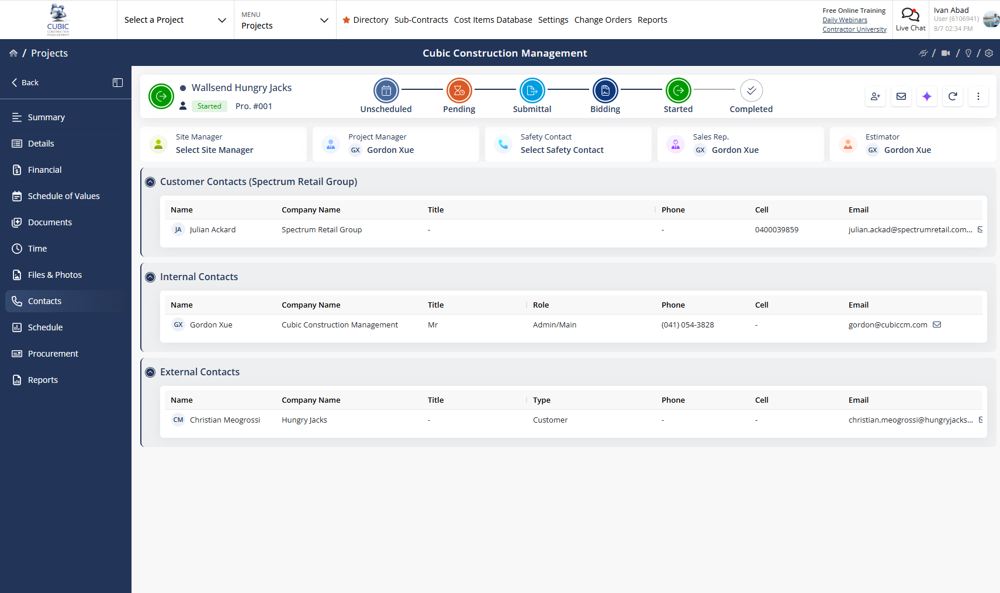 CUBIC
CONSTRUCTION
MANAGEMENT
Select a Project
MENU
Projects
Directory
Sub-Contracts
Cost Items Database
Settings
Change Orders
Reports
Free Online Training
Daily Webinars
Contractor University
Live Chat
Ivan Abad
User (6106941)
8/7 02:34 PM
/ Projects
Cubic Construction Management
/ / /
Back
Summary
Details
Financial
Schedule of Values
Documents
Time
Files & Photos
Contacts
Schedule
Procurement
Reports
Wallsend Hungry Jacks
Started Pro. #001
Unscheduled
Pending
Submittal
Bidding
Started
Completed
Site Manager
Select Site Manager
Project Manager
GX Gordon Xue
Safety Contact
Select Safety Contact
Sales Rep.
GX Gordon Xue
Estimator
GX Gordon Xue
Customer Contacts (Spectrum Retail Group)
Name Company Name Title Phone Cell Email
JA Julian Ackard Spectrum Retail Group - - 0400039859 julian.ackad@spectrumretail.com...
Internal Contacts
Name Company Name Title Role Phone Cell Email
GX Gordon Xue Cubic Construction Management Mr Admin/Main (041) 054-3828 - gordon@cubiccm.com
External Contacts
Name Company Name Title Type Phone Cell Email
CM Christian Meogrossi Hungry Jacks - Customer - - christian.meogrossi@hungryjacks...